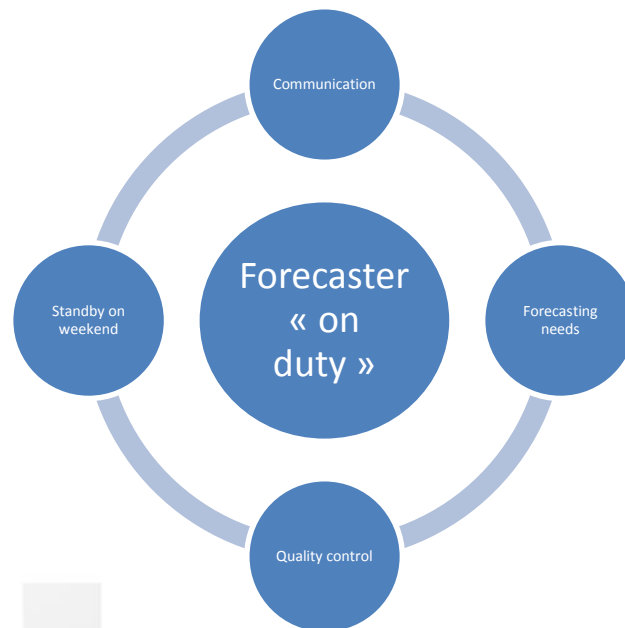 Communication
Forecaster
« on
duty »
Standby on
weekend
Forecasting
needs
Quality control